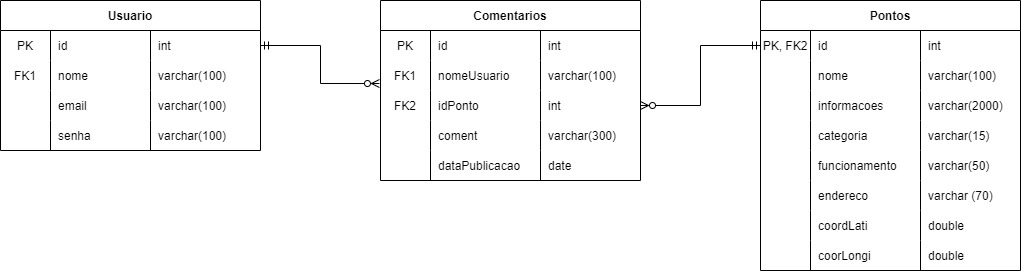 Usuario
PK id int
FK1 nome varchar(100)
email varchar(100)
senha varchar(100)
Comentarios
PK id int
FK1 nomeUsuario varchar(100)
FK2 idPonto int
coment varchar(300)
dataPublicacao date
Pontos
PK, FK2 id int
nome varchar(100)
informacoes varchar(2000)
categoria varchar(15)
funcionamento varchar(50)
endereco varchar (70)
coordLati double
coorLongi double